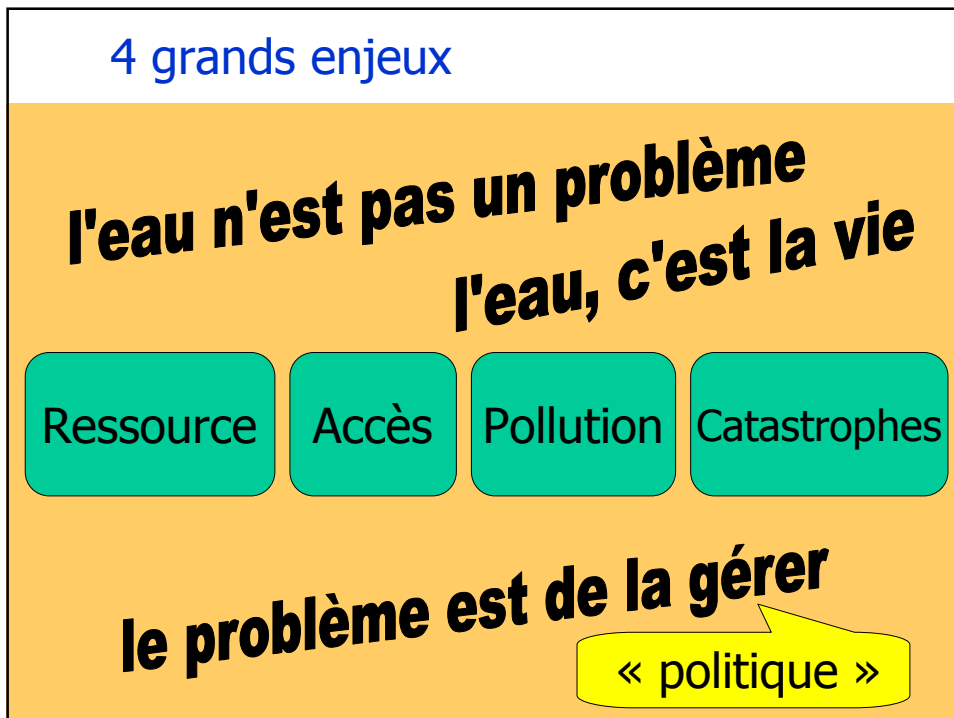 4 grands enjeux
l'eau n'est pas un problème
l'eau, c'est la vie
Ressource
Accès
Pollution
Catastrophes
le problème est de la gérer
« politique »